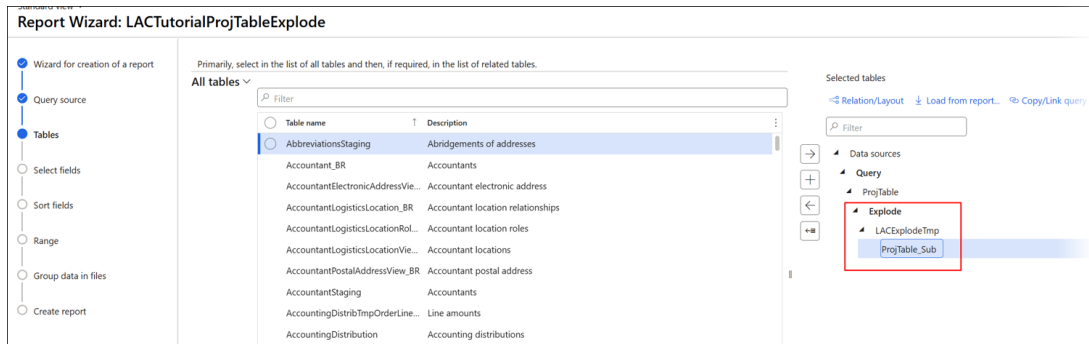 Standard view
Report Wizard: LACTutorialProjTableExplode
Wizard for creation of a report
Query source
Tables
Select fields
Sort fields
Range
Group data in files
Create report
Primarily, select in the list of all tables and then, if required, in the list of related tables.
All tables
Filter
Table name ↑ Description
AbbreviationsStaging Abridgements of addresses
Accountant_BR Accountants
AccountantElectronicAddressVie... Accountant electronic address
AccountantLogisticsLocation_BR Accountant location relationships
AccountantLogisticsLocationRol... Accountant location roles
AccountantLogisticsLocationVie... Accountant locations
AccountantPostalAddressView_BR Accountant postal address
AccountantStaging Accountants
AccountingDistribTmpOrderLine... Line amounts
AccountingDistribution Accounting distributions
Selected tables
Relation/Layout Load from report... Copy/Link query
Filter
Data sources
Query
ProjTable
Explode
LACExplodeTmp
ProjTable_Sub